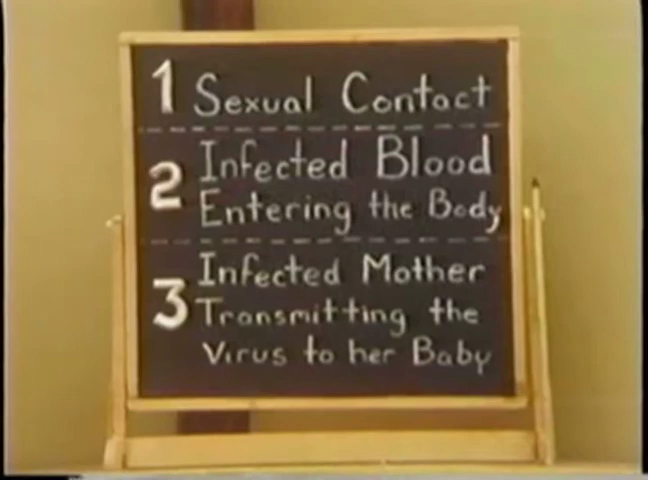 1 Sexual Contact
2 Infected Blood
Entering the Body
3 Infected Mother
Transmitting the
Virus to her Baby